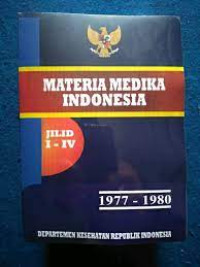 MATERIA MEDIKA
INDONESIA
JILID
I - IV
1977 - 1980
DEPARTEMEN KESEHATAN REPUBLIK INDONESIA